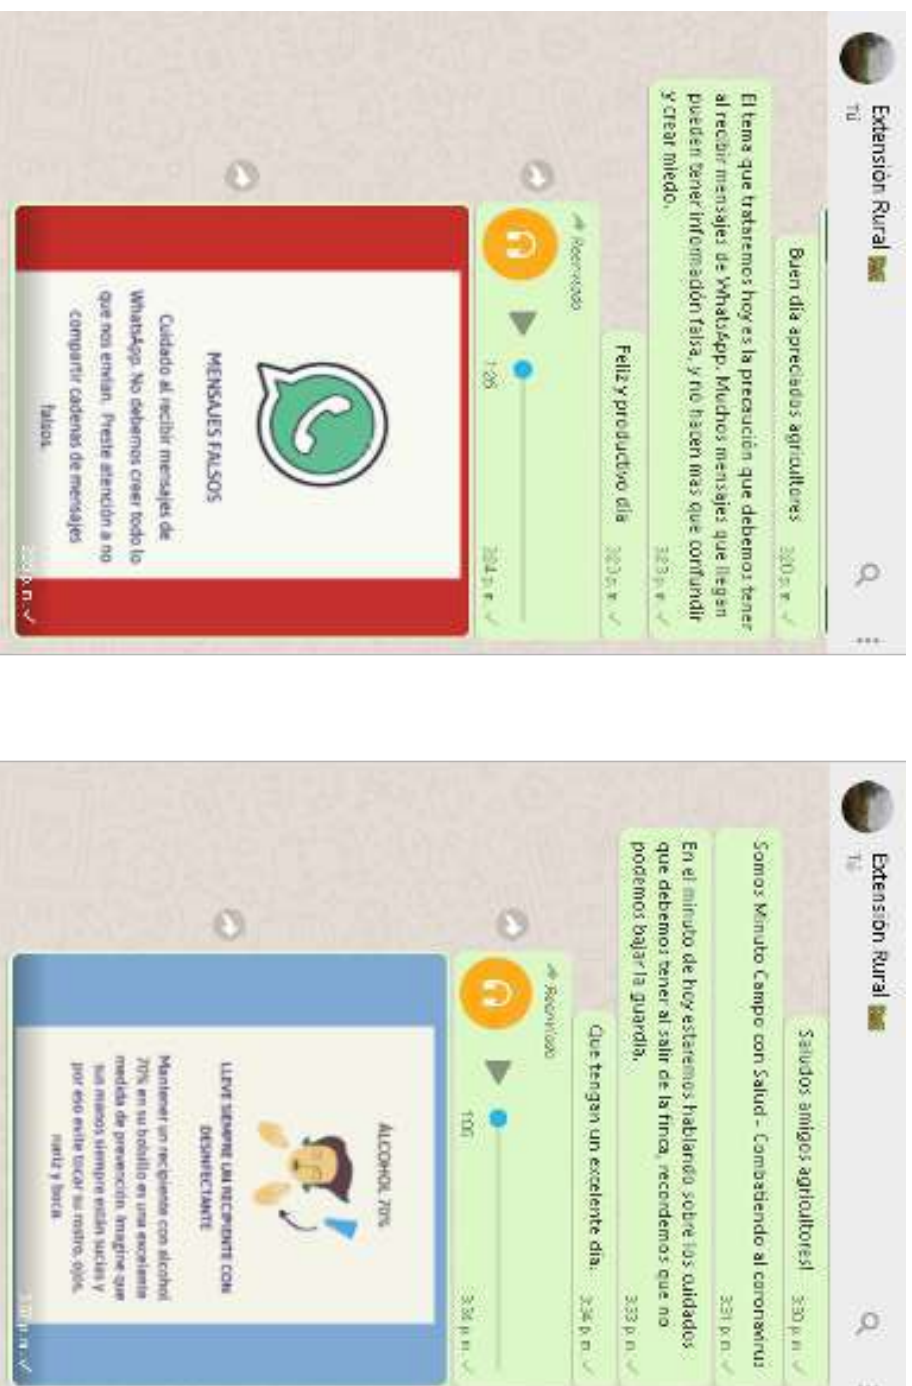 Extensión Rural
Tú
Buen día apreciados agricultores
3:20 p. m.
El tema que trataremos hoy es la precaución que debemos tener
al recibir mensajes de WhatsApp. Muchos mensajes que llegan
pueden tener información falsa, y no hacen más que confundir
y crear miedo.
3:23 p. m.
Feliz y productivo día
3:23 p. m.
Reenviado
1:26
3:24 p. m.
MENSAJES FALSOS
Cuidado al recibir mensajes de
WhatsApp. No debemos creer todo lo
que nos envían. Preste atención a no
compartir cadenas de mensajes
falsos.
p. m.
Extensión Rural
Tú
Saludos amigos agricultores!
3:30 p. m.
Somos Minuto Campo con Salud – Combatiendo al coronavirus
3:31 p. m.
En el minuto de hoy estaremos hablando sobre los cuidados
que debemos tener al salir de la finca, recordemos que no
podemos bajar la guardia.
3:33 p. m.
Que tengan un excelente día.
3:34 p. m.
Reenviado
1:06
3:34 p. m.
ÁLCOHOL 70%
LLEVE SIEMPRE UN RECIPIENTE CON
DESINFECTANTE
Mantener un recipiente con alcohol
70% en su bolsillo es una excelente
medida de prevención. Imagine que
sus manos siempre están sucias y
por eso evite tocar su rostro, ojos,
nariz y boca.
p. m.